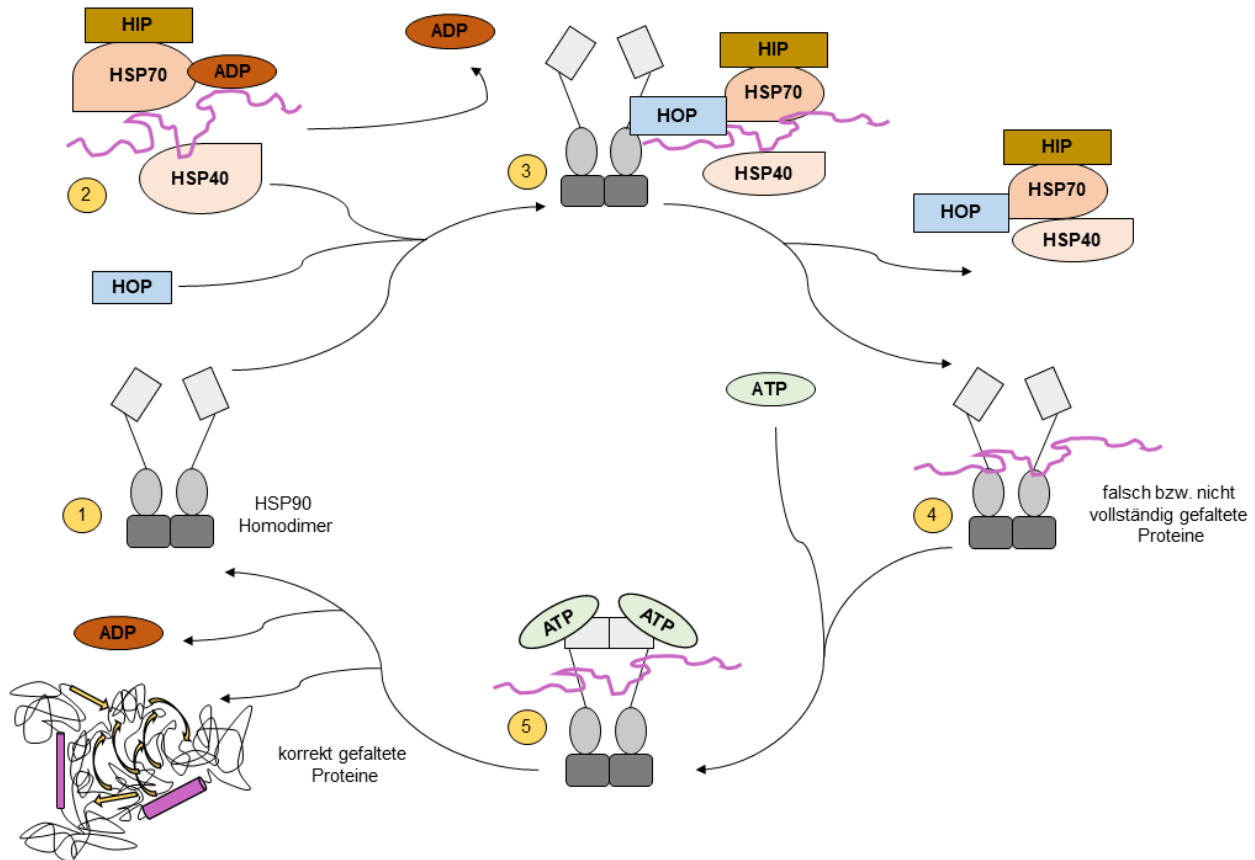 HIP
HSP70
ADP
HSP40
2
ADP
HIP
HSP70
HOP
HSP40
3
HIP
HSP70
HOP
HSP40
HOP
ATP
1
HSP90
Homodimer
4
falsch bzw. nicht
vollständig gefaltete
Proteine
ADP
ATP
ATP
5
korrekt gefaltete
Proteine